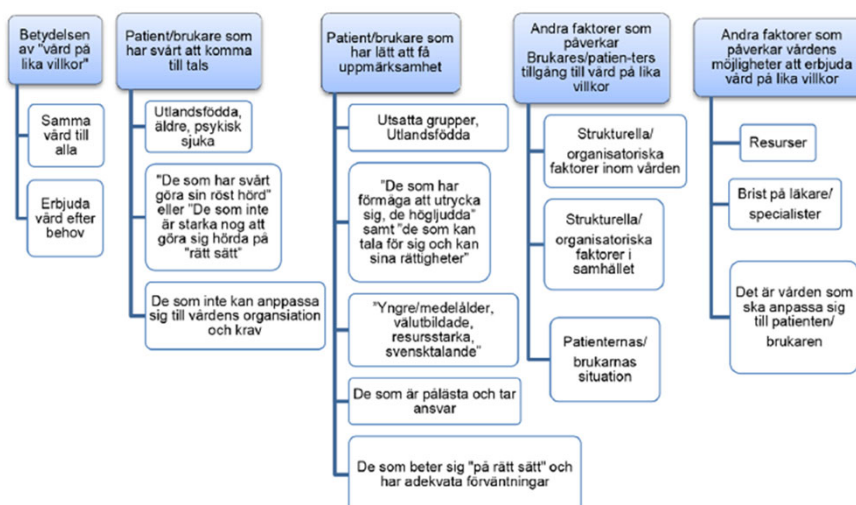 Betydelsen
av "vård på
lika villkor"
Samma
vård till
alla
Erbjuda
vård efter
behov
Patient/brukare som
har svårt att komma
till tals
Utlandsfödda,
äldre, psykisk
sjuka
"De som har svårt
göra sin röst hörd"
eller "De som inte
är starka nog att
göra sig hörda på
"rätt sätt"
De som inte kan anppassa
sig till vårdens organsiation
och krav
Patient/brukare som
har lätt att få
uppmärksamhet
Utsatta grupper,
Utlandsfödda
"De som har
förmåga att utrycka
sig, de högljudda"
samt "de som kan
tala för sig och kan
sina rättigheter"
"Yngre/medelålder,
välutbildade,
resursstarka,
svensktalande"
De som är pålästa och tar
ansvar
De som beter sig "på rätt sätt" och
har adekvata förväntningar
Andra faktorer som
påverkar
Brukares/patien-ters
tillgång till vård på lika
villkor
Strukturella/
organisatoriska
faktorer inom vården
Strukturella/
organisatoriska
faktorer i
samhället
Patienternas/
brukarnas
situation
Andra faktorer som
påverkar vårdens
möjligheter att erbjuda
vård på lika villkor
Resurser
Brist på läkare/
specialister
Det är vården som
ska anpassa sig
till patienten/
brukaren